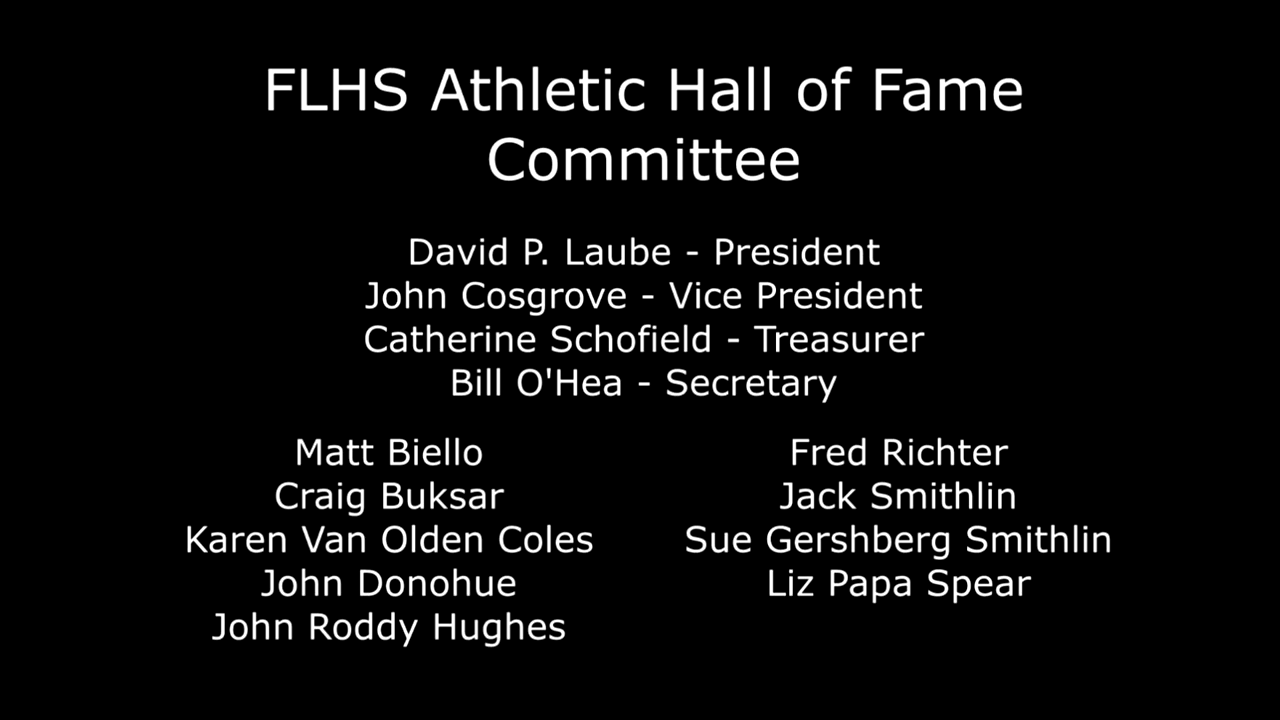 FLHS Athletic Hall of Fame
Committee
David P. Laube - President
John Cosgrove - Vice President
Catherine Schofield - Treasurer
Bill O'Hea - Secretary
Matt Biello
Craig Buksar
Karen Van Olden Coles
John Donohue
John Roddy Hughes
Fred Richter
Jack Smithlin
Sue Gershberg Smithlin
Liz Papa Spear